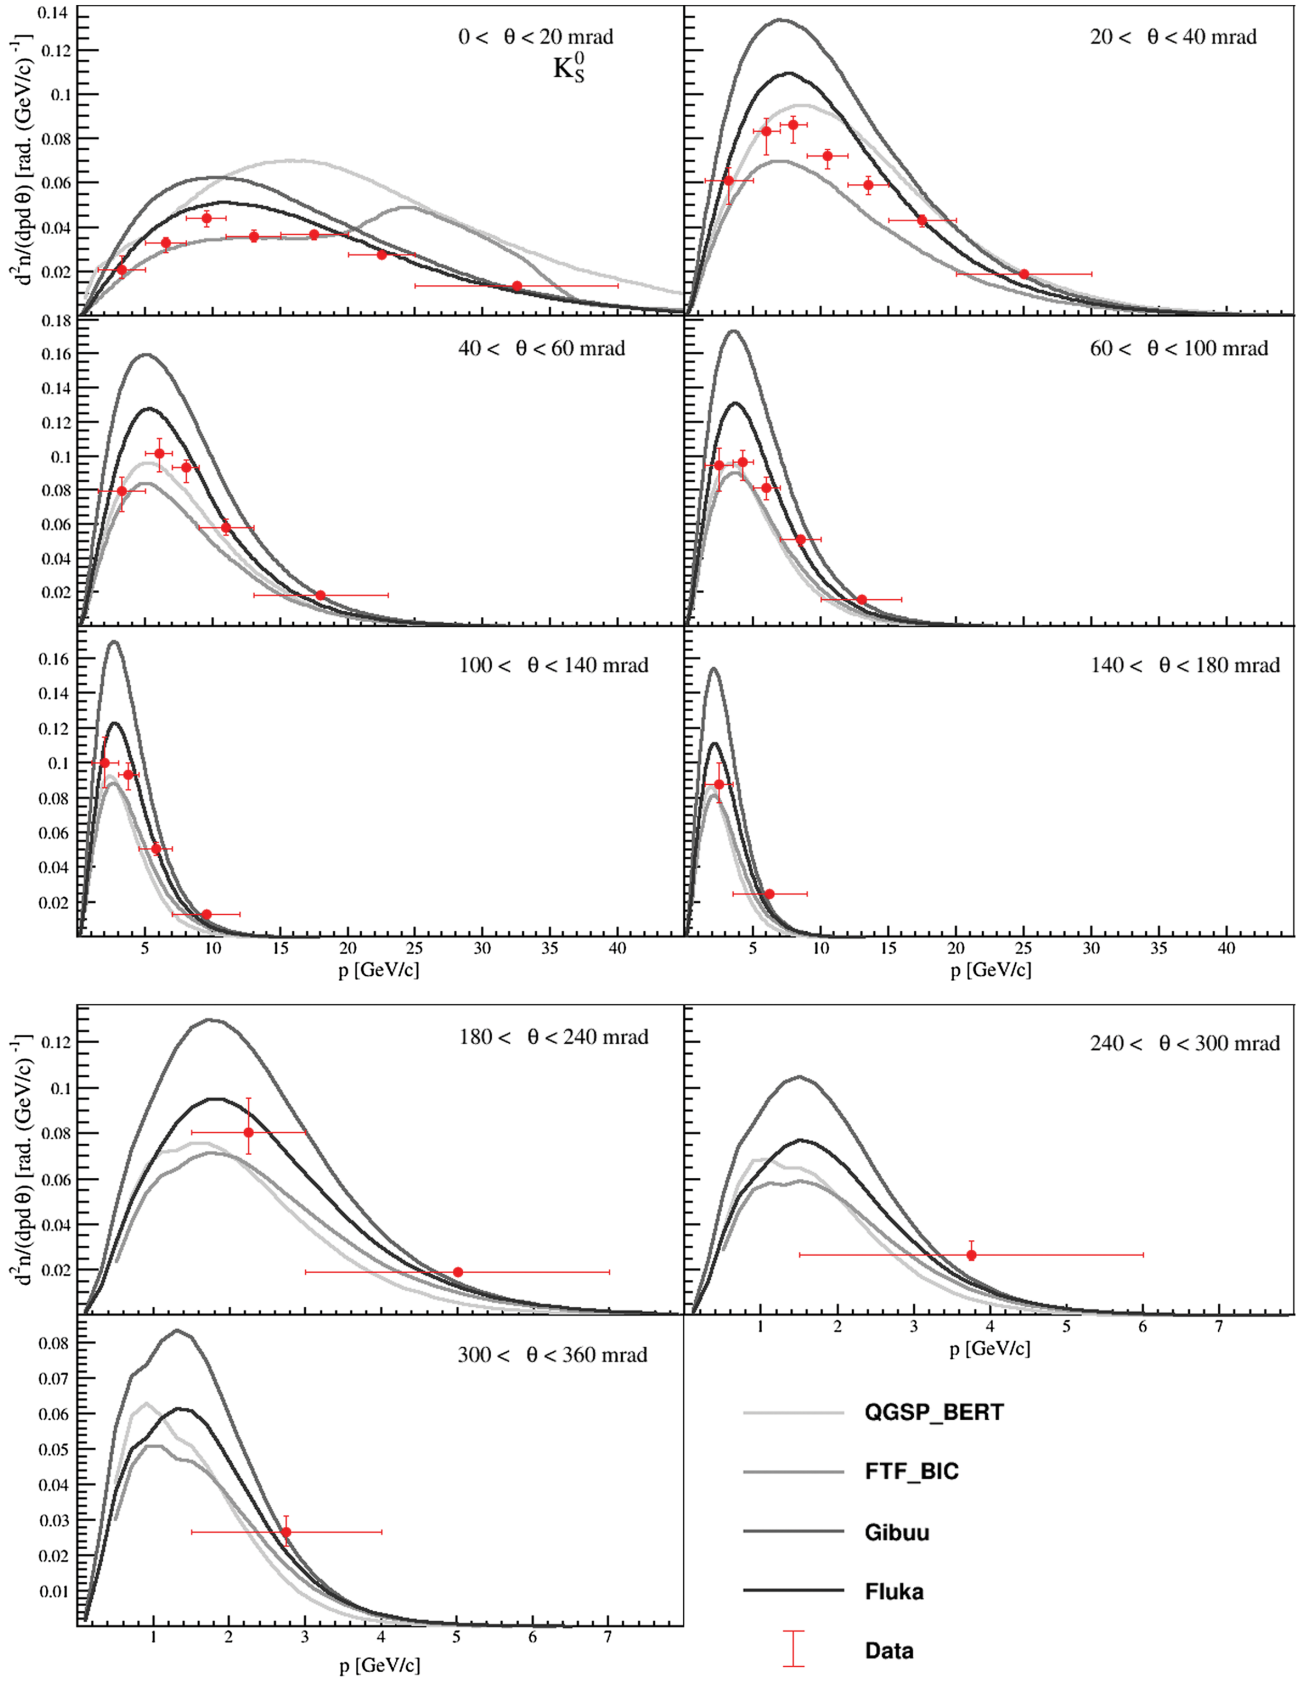 d²n/(dpdθ) [rad. (GeV/c)⁻¹]
0.14
0.12
0.1
0.08
0.06
0.04
0.02
0 < θ < 20 mrad
K⁰_S
20 < θ < 40 mrad
0.18
0.16
0.14
0.12
0.1
0.08
0.06
0.04
0.02
40 < θ < 60 mrad
60 < θ < 100 mrad
0.16
0.14
0.12
0.1
0.08
0.06
0.04
0.02
100 < θ < 140 mrad
140 < θ < 180 mrad
5 10 15 20 25 30 35 40
5 10 15 20 25 30 35 40
p [GeV/c]
p [GeV/c]
d²n/(dpdθ) [rad. (GeV/c)⁻¹]
0.12
0.1
0.08
0.06
0.04
0.02
180 < θ < 240 mrad
240 < θ < 300 mrad
1 2 3 4 5 6 7
p [GeV/c]
0.08
0.07
0.06
0.05
0.04
0.03
0.02
0.01
300 < θ < 360 mrad
1 2 3 4 5 6 7
p [GeV/c]
QGSP_BERT
FTF_BIC
Gibuu
Fluka
Data